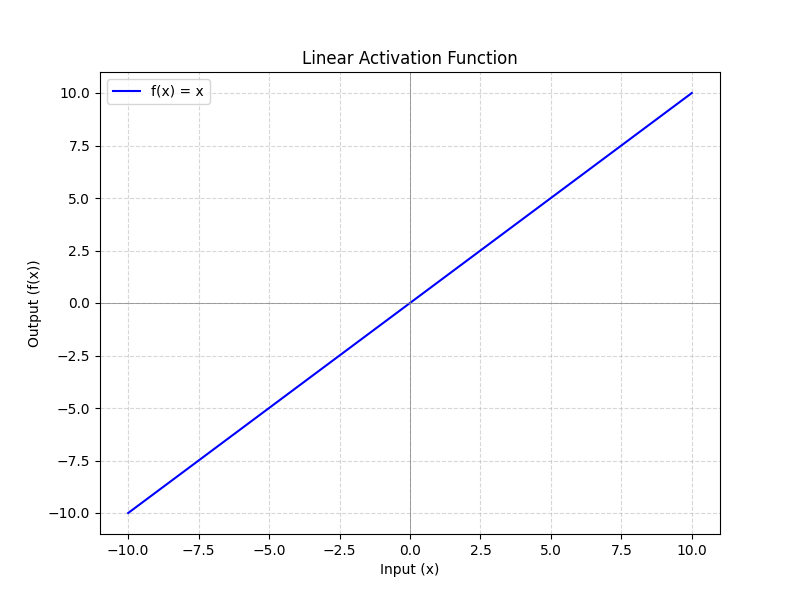 Linear Activation Function
f(x) = x
10.0
7.5
5.0
2.5
0.0
−2.5
−5.0
−7.5
−10.0
Output (f(x))
−10.0 −7.5 −5.0 −2.5 0.0 2.5 5.0 7.5 10.0
Input (x)